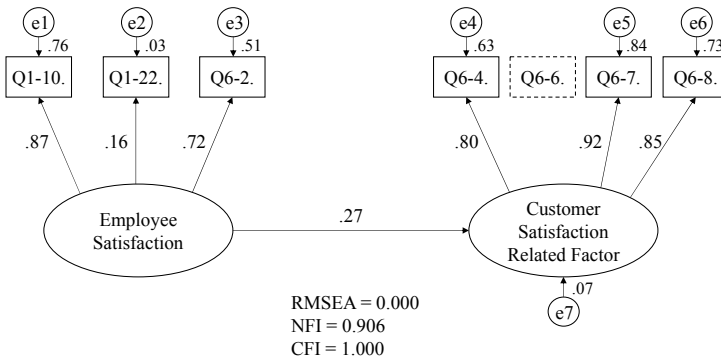 e1 e2 e3 e4 e5 e6
.76 .03 .51 .63 .84 .73
Q1-10. Q1-22. Q6-2. Q6-4. Q6-6. Q6-7. Q6-8.
.87 .16 .72 .80 .92 .85
Employee
Satisfaction
.27
Customer
Satisfaction
Related Factor
.07
e7
RMSEA = 0.000
NFI = 0.906
CFI = 1.000